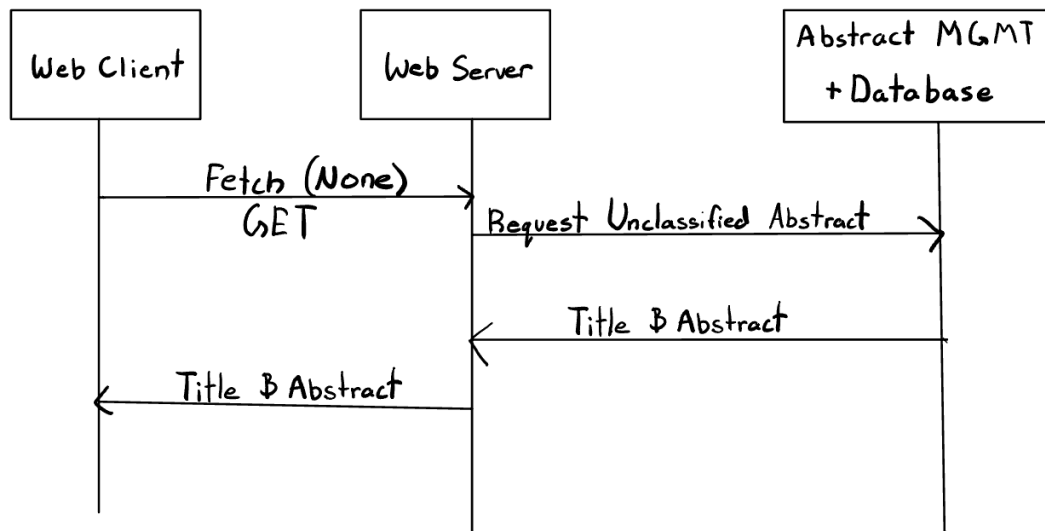 Web Client
Web Server
Abstract MGMT
+ Database
Fetch (None)
GET
Request Unclassified Abstract
Title & Abstract
Title & Abstract